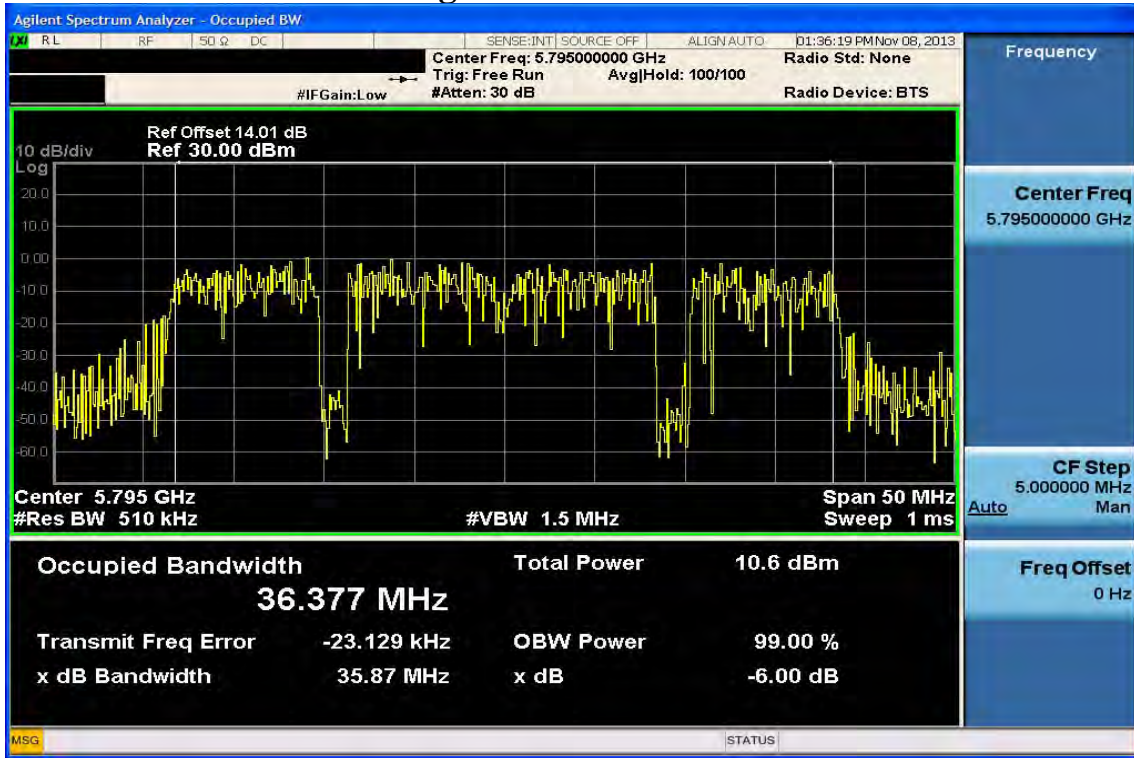 Agilent Spectrum Analyzer - Occupied BW
LXI RL RF 50 Ω DC SENSE:INT SOURCE OFF ALIGN AUTO 01:36:19 PM Nov 08, 2013
Center Freq: 5.795000000 GHz Radio Std: None
Trig: Free Run Avg|Hold: 100/100
#IFGain:Low #Atten: 30 dB Radio Device: BTS
Frequency
Ref Offset 14.01 dB
10 dB/div Ref 30.00 dBm
Log
20.0
10.0
0.00
-10.0
-20.0
-30.0
-40.0
-50.0
-60.0
Center 5.795 GHz Span 50 MHz
#Res BW 510 kHz #VBW 1.5 MHz Sweep 1 ms
Center Freq
5.795000000 GHz
CF Step
5.000000 MHz
Auto Man
Freq Offset
0 Hz
Occupied Bandwidth Total Power 10.6 dBm
36.377 MHz
Transmit Freq Error -23.129 kHz OBW Power 99.00 %
x dB Bandwidth 35.87 MHz x dB -6.00 dB
MSG STATUS